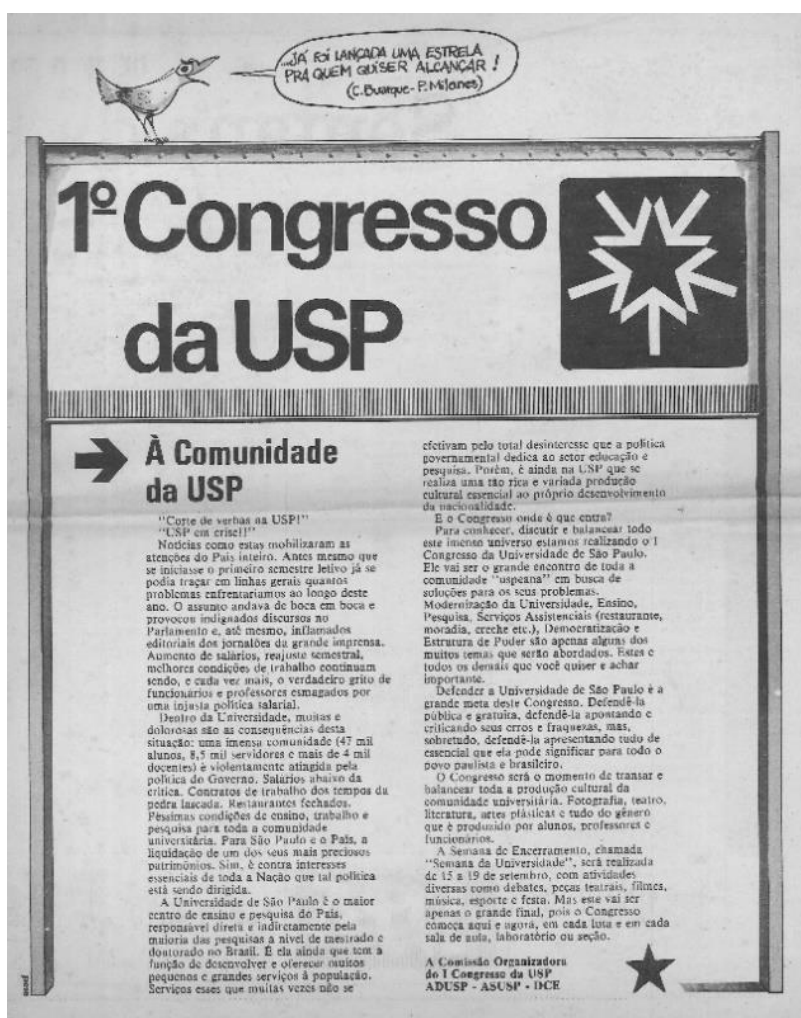 ...JÁ FOI LANÇADA UMA ESTRELA
PRA QUEM QUISER ALCANÇAR !
(C.Buarque-P.Milanes)
1º Congresso
da USP
À Comunidade
da USP
"Corte de verbas na USP!"
"USP em crise!!"
Notícias como estas mobilizaram as
atenções do País inteiro. Antes mesmo que
se iniciasse o primeiro semestre letivo já se
podia traçar em linhas gerais quantos
problemas enfrentaríamos ao longo deste
ano. O assunto andava de boca em boca e
provocou indignados discursos no
Parlamento e, até mesmo, inflamados
editoriais dos jornalões da grande imprensa.
Aumento de salários, reajuste semestral,
melhores condições de trabalho continuam
sendo, e cada vez mais, o verdadeiro grito de
funcionários e professores esmagados por
uma injusta política salarial.
Dentro da Universidade, muitas e
dolorosas são as consequências desta
situação: uma imensa comunidade (47 mil
alunos, 8,5 mil servidores e mais de 4 mil
docentes) é violentamente atingida pela
política do Governo. Salários abaixo da
crítica. Contratos de trabalho dos tempos da
pedra lascada. Restaurantes fechados.
Péssimas condições de ensino, trabalho e
pesquisa para toda a comunidade
universitária. Para São Paulo e o País, a
liquidação de um dos seus mais preciosos
patrimônios. Sim, é contra interesses
essenciais de toda a Nação que tal política
está sendo dirigida.
A Universidade de São Paulo é o maior
centro de ensino e pesquisa do País,
responsável direta e indiretamente pela
maioria das pesquisas a nível de mestrado e
doutorado no Brasil. É ela ainda que tem a
função de desenvolver e oferecer muitos
pequenos e grandes serviços à população.
Serviços esses que muitas vezes não se
efetivam pelo total desinteresse que a política
governamental dedica ao setor educação e
pesquisa. Porém, é ainda na USP que se
realiza uma tão rica e variada produção
cultural essencial ao próprio desenvolvimento
da nacionalidade.
E o Congresso onde é que entra?
Para conhecer, discutir e balancear todo
este imenso universo estamos realizando o I
Congresso da Universidade de São Paulo.
Ele vai ser o grande encontro de toda a
comunidade "uspeana" em busca de
soluções para os seus problemas.
Modernização da Universidade, Ensino,
Pesquisa, Serviços Assistenciais (restaurante,
moradia, creche etc.), Democratização e
Estrutura de Poder são apenas alguns dos
muitos temas que serão abordados. Estes e
todos os demais que você quiser e achar
importante.
Defender a Universidade de São Paulo é a
grande meta deste Congresso. Defendê-la
pública e gratuita, defendê-la apontando e
criticando seus erros e fraquezas, mas,
sobretudo, defendê-la apresentando tudo de
essencial que ela pode significar para todo o
povo paulista e brasileiro.
O Congresso será o momento de transar e
balancear toda a produção cultural da
comunidade universitária. Fotografia, teatro,
literatura, artes plásticas e tudo do gênero
que é produzido por alunos, professores e
funcionários.
A Semana de Encerramento, chamada
"Semana da Universidade", será realizada
de 15 a 19 de setembro, com atividades
diversas como debates, peças teatrais, filmes,
música, esporte e festa. Mas este vai ser
apenas o grande final, pois o Congresso
começa aqui e agora, em cada luta e em cada
sala de aula, laboratório ou seção.
A Comissão Organizadora
do I Congresso da USP
ADUSP - ASUSP - DCE